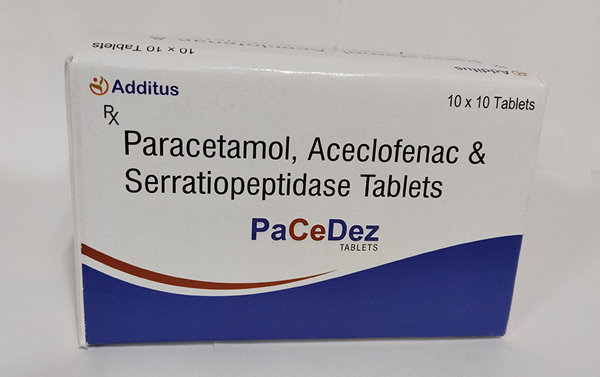 10 x 10 Tablets
Additus
Additus
10 x 10 Tablets
Rx
Paracetamol, Aceclofenac &
Serratiopeptidase Tablets
PaCeDez
TABLETS